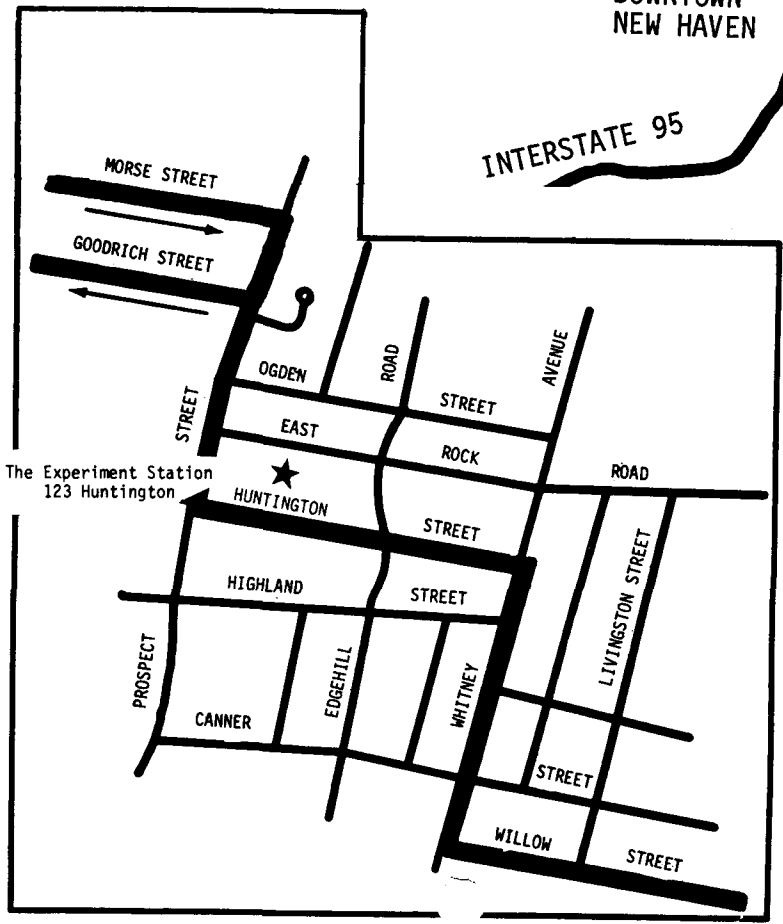 DOWNTOWN
NEW HAVEN
INTERSTATE 95
MORSE STREET
GOODRICH STREET
OGDEN STREET
ROAD
AVENUE
STREET
EAST ROCK ROAD
The Experiment Station
123 Huntington
HUNTINGTON STREET
HIGHLAND STREET
LIVINGSTON STREET
PROSPECT
EDGEHILL
WHITNEY
CANNER STREET
WILLOW STREET